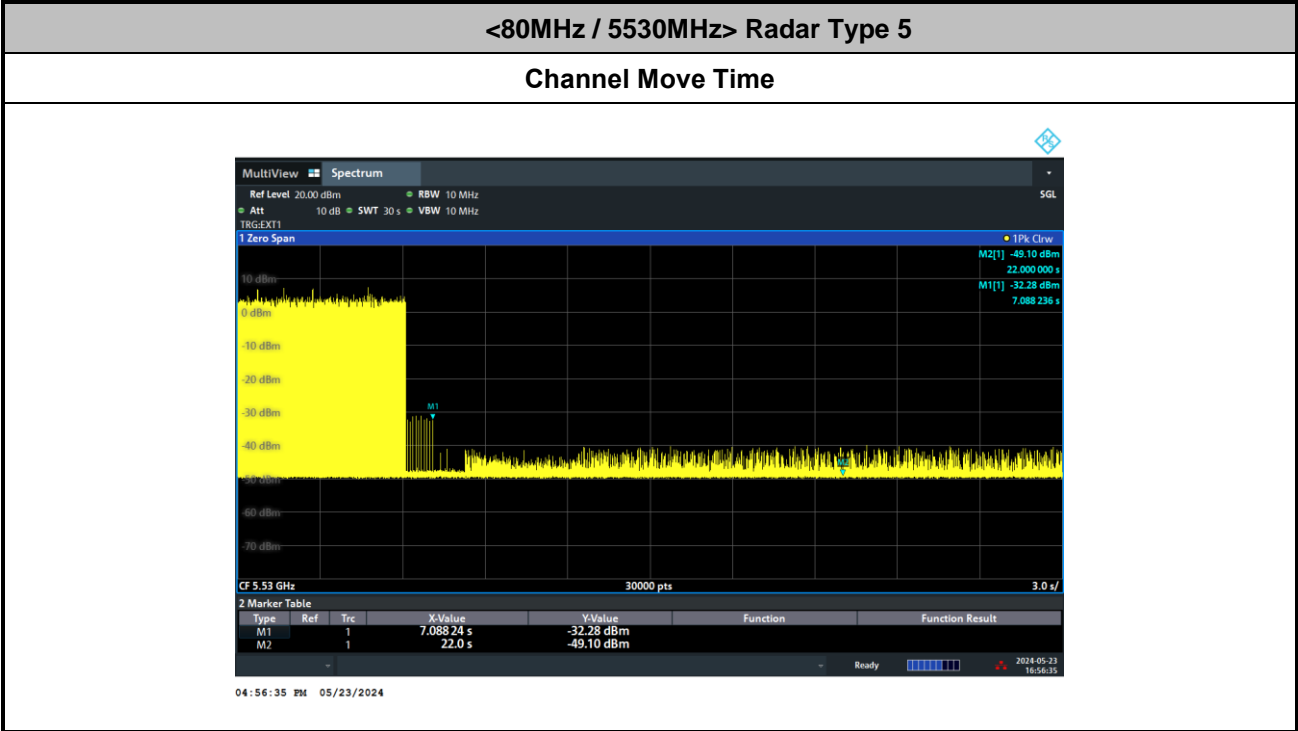 <80MHz / 5530MHz> Radar Type 5
Channel Move Time
R S
MultiView Spectrum
Ref Level 20.00 dBm RBW 10 MHz SGL
Att 10 dB SWT 30 s VBW 10 MHz
TRG:EXT1
1 Zero Span 1Pk Clrw
M2[1] -49.10 dBm
22.000 000 s
M1[1] -32.28 dBm
7.088 236 s
10 dBm
0 dBm
-10 dBm
-20 dBm
-30 dBm
M1
-40 dBm
M2
-50 dBm
-60 dBm
-70 dBm
CF 5.53 GHz 30000 pts 3.0 s/
2 Marker Table
Type Ref Trc X-Value Y-Value Function Function Result
M1 1 7.088 24 s -32.28 dBm
M2 1 22.0 s -49.10 dBm
Ready 2024-05-23
16:56:35
04:56:35 PM 05/23/2024